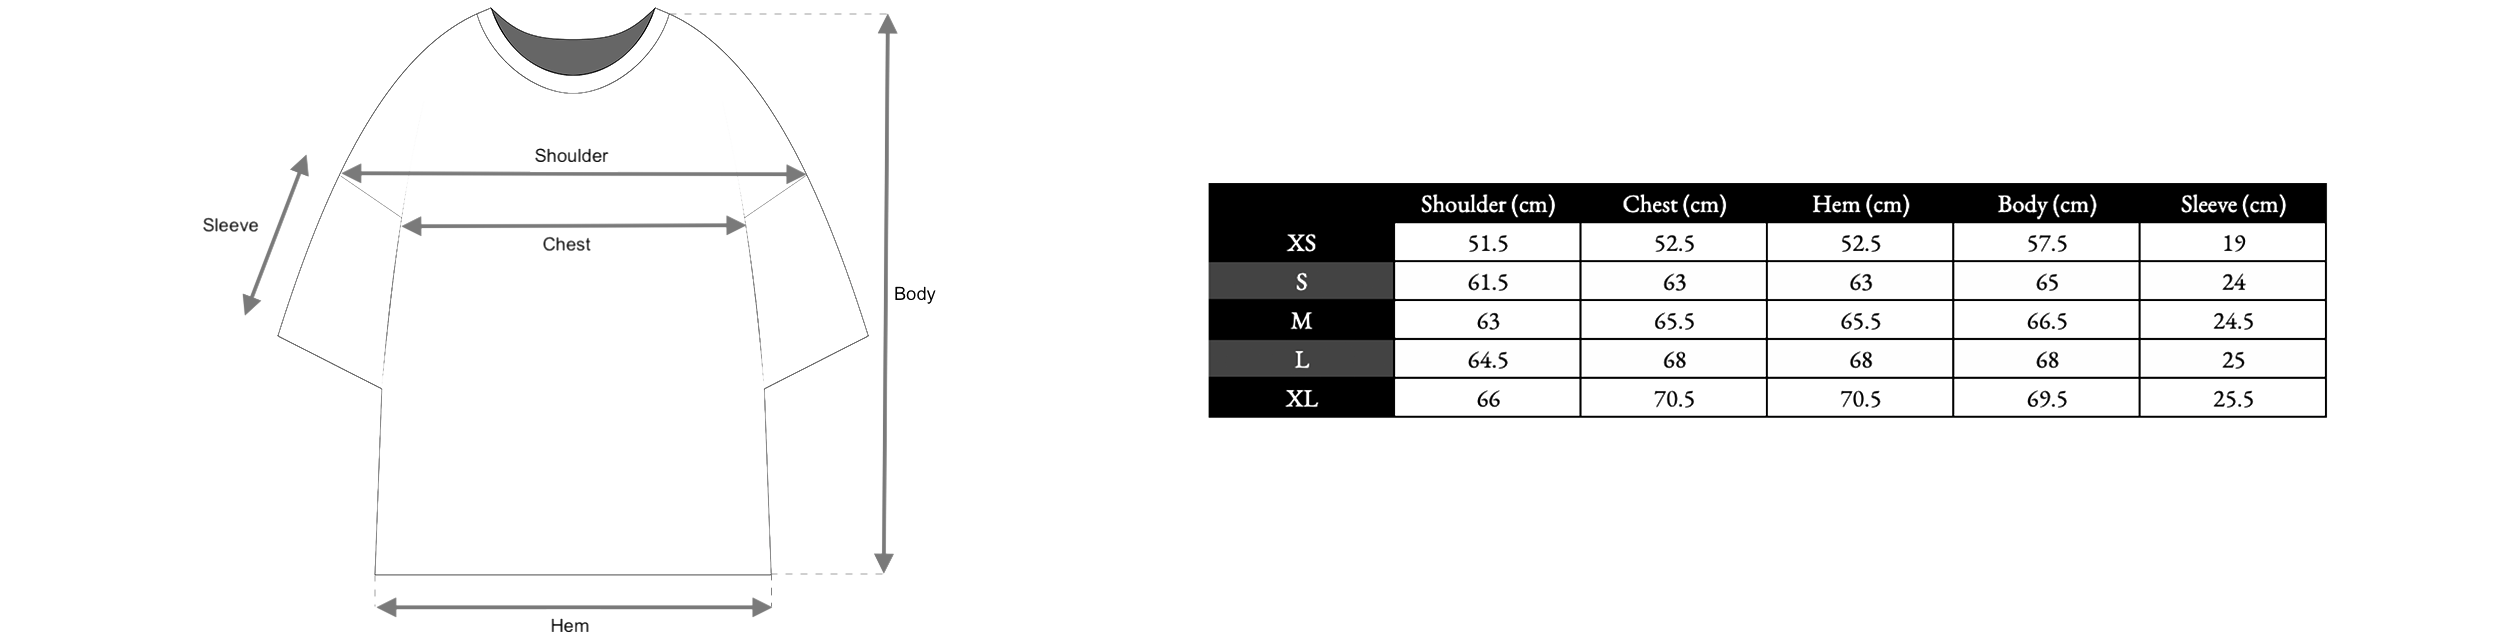 Shoulder
Sleeve
Chest
Body
Hem
Shoulder (cm) Chest (cm) Hem (cm) Body (cm) Sleeve (cm)
XS 51.5 52.5 52.5 57.5 19
S 61.5 63 63 65 24
M 63 65.5 65.5 66.5 24.5
L 64.5 68 68 68 25
XL 66 70.5 70.5 69.5 25.5